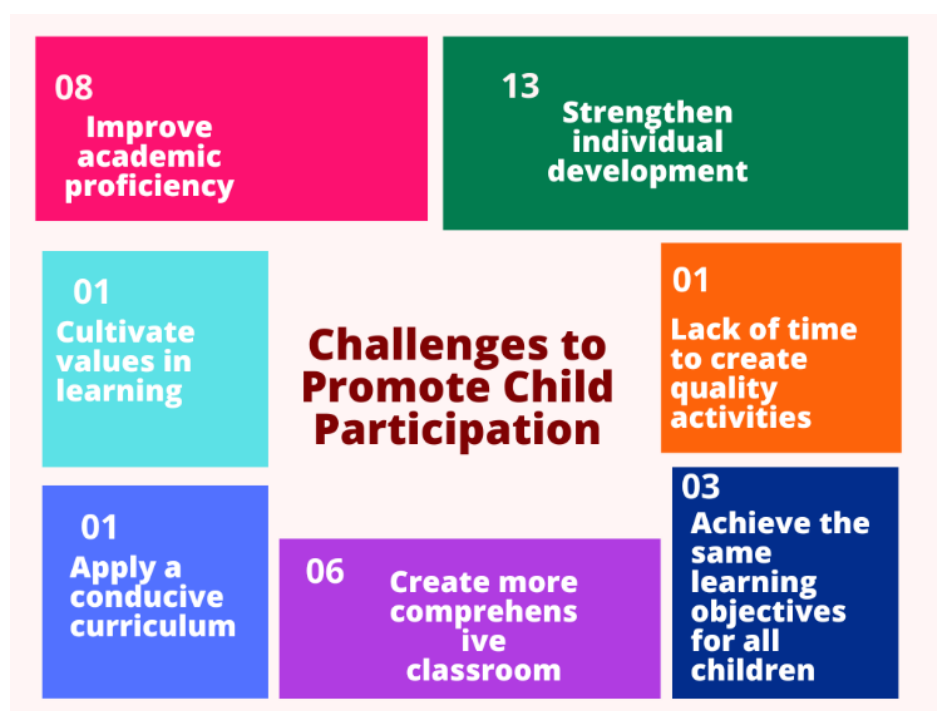 08
Improve
academic
proficiency
13
Strengthen
individual
development
01
Cultivate
values in
learning
Challenges to
Promote Child
Participation
01
Lack of time
to create
quality
activities
01
Apply a
conducive
curriculum
06
Create more
comprehens
ive
classroom
03
Achieve the
same
learning
objectives
for all
children